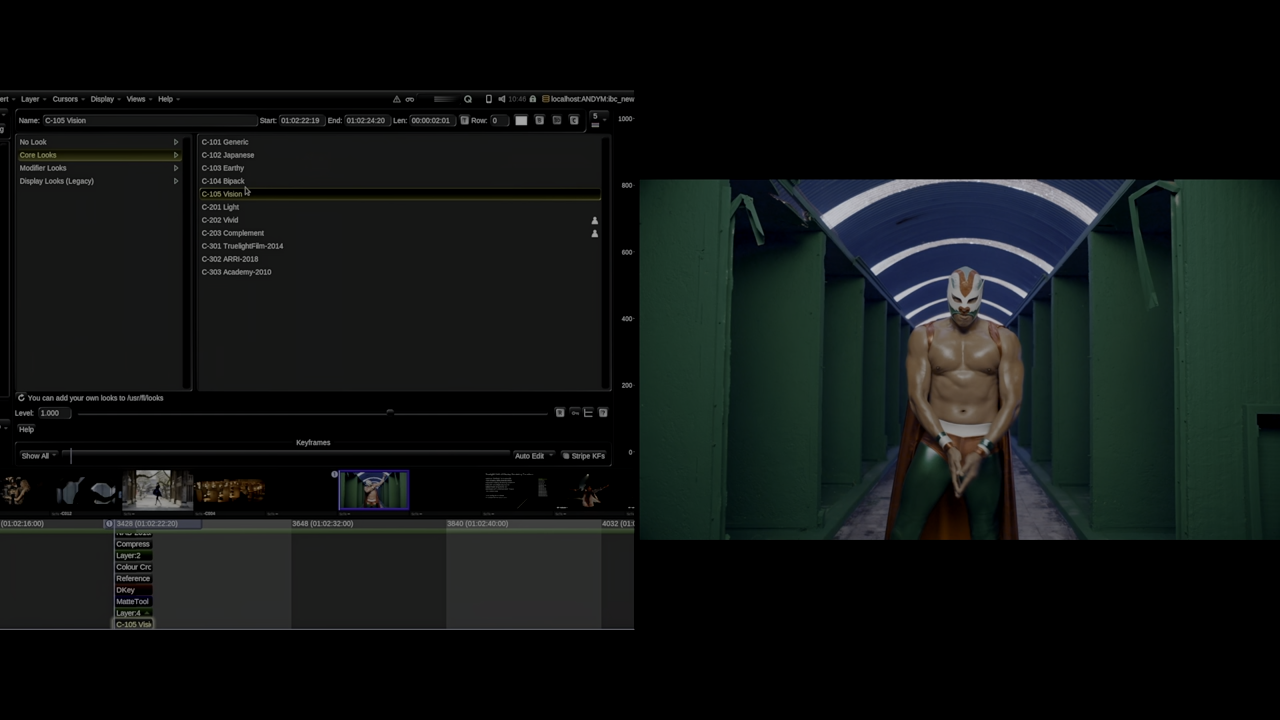 ert Layer Cursors Display Views Help 10:46 localhost:ANDYM:ibc_new
Name: C-105 Vision Start: 01:02:22:19 End: 01:02:24:20 Len: 00:00:02:01 Row: 0 5
1000
No Look
Core Looks
Modifier Looks
Display Looks (Legacy)
C-101 Generic
C-102 Japanese
C-103 Earthy
C-104 Bipack
C-105 Vision
C-201 Light
C-202 Vivid
C-203 Complement
C-301 TruelightFilm-2014
C-302 ARRI-2018
C-303 Academy-2010
800
600
400
200
0
You can add your own looks to /usr/fl/looks
Level: 1.000
Help
Keyframes
Show All Auto Edit Stripe KFs
(01:02:16:00) 3428 (01:02:22:20) 3648 (01:02:32:00) 3840 (01:02:40:00) 4032 (01:0
Compress
Layer:2
Colour Crc
Reference
DKey
MatteTool
Layer:4
C-105 Visi